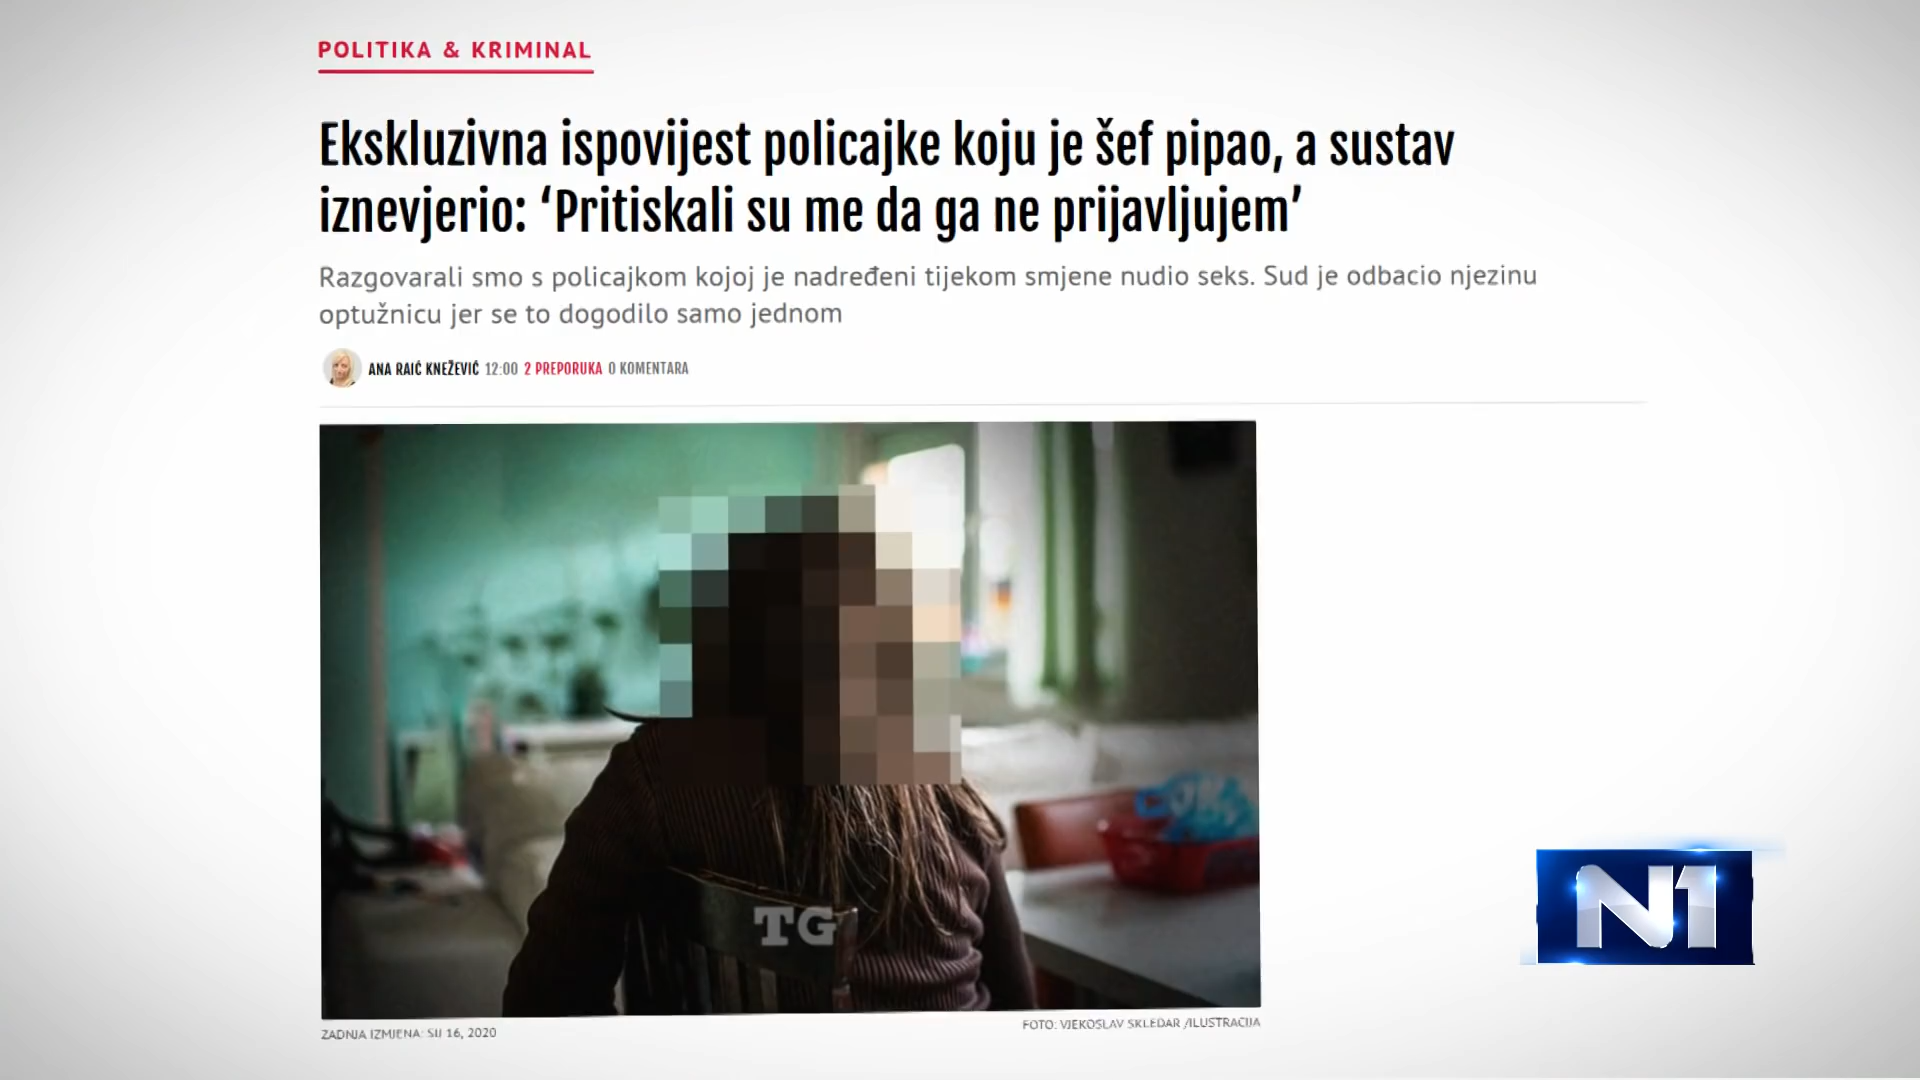 POLITIKA & KRIMINAL
Ekskluzivna ispovijest policajke koju je šef pipao, a sustav
iznevjerio: ‘Pritiskali su me da ga ne prijavljujem’
Razgovarali smo s policajkom kojoj je nadređeni tijekom smjene nudio seks. Sud je odbacio njezinu
optužnicu jer se to dogodilo samo jednom
ANA RAIĆ KNEŽEVIĆ 12:00 2 PREPORUKA 0 KOMENTARA
TG
N1
ZADNJA IZMJENA: SIJ 16, 2020
FOTO: VJEKOSLAV SKLEDAR /ILUSTRACIJA